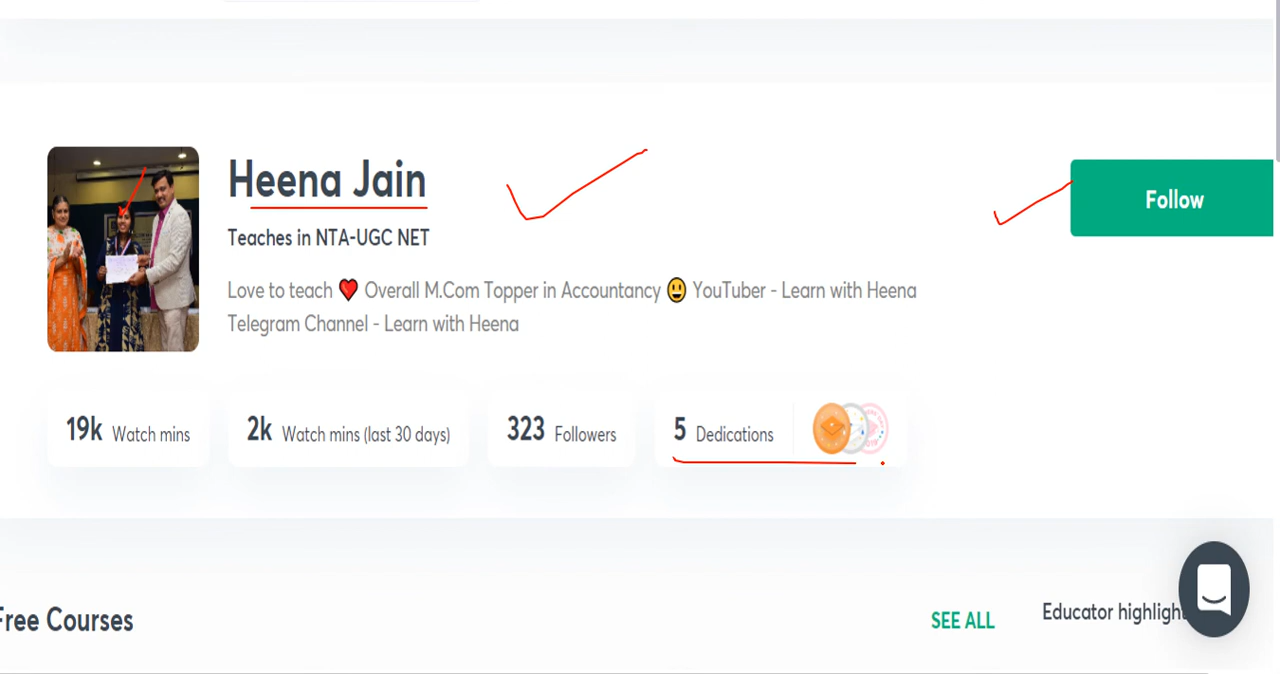 Heena Jain
Follow
Teaches in NTA-UGC NET
Love to teach ❤️ Overall M.Com Topper in Accountancy 😃 YouTuber - Learn with Heena
Telegram Channel - Learn with Heena
19k Watch mins
2k Watch mins (last 30 days)
323 Followers
5 Dedications
Free Courses
SEE ALL
Educator highlight